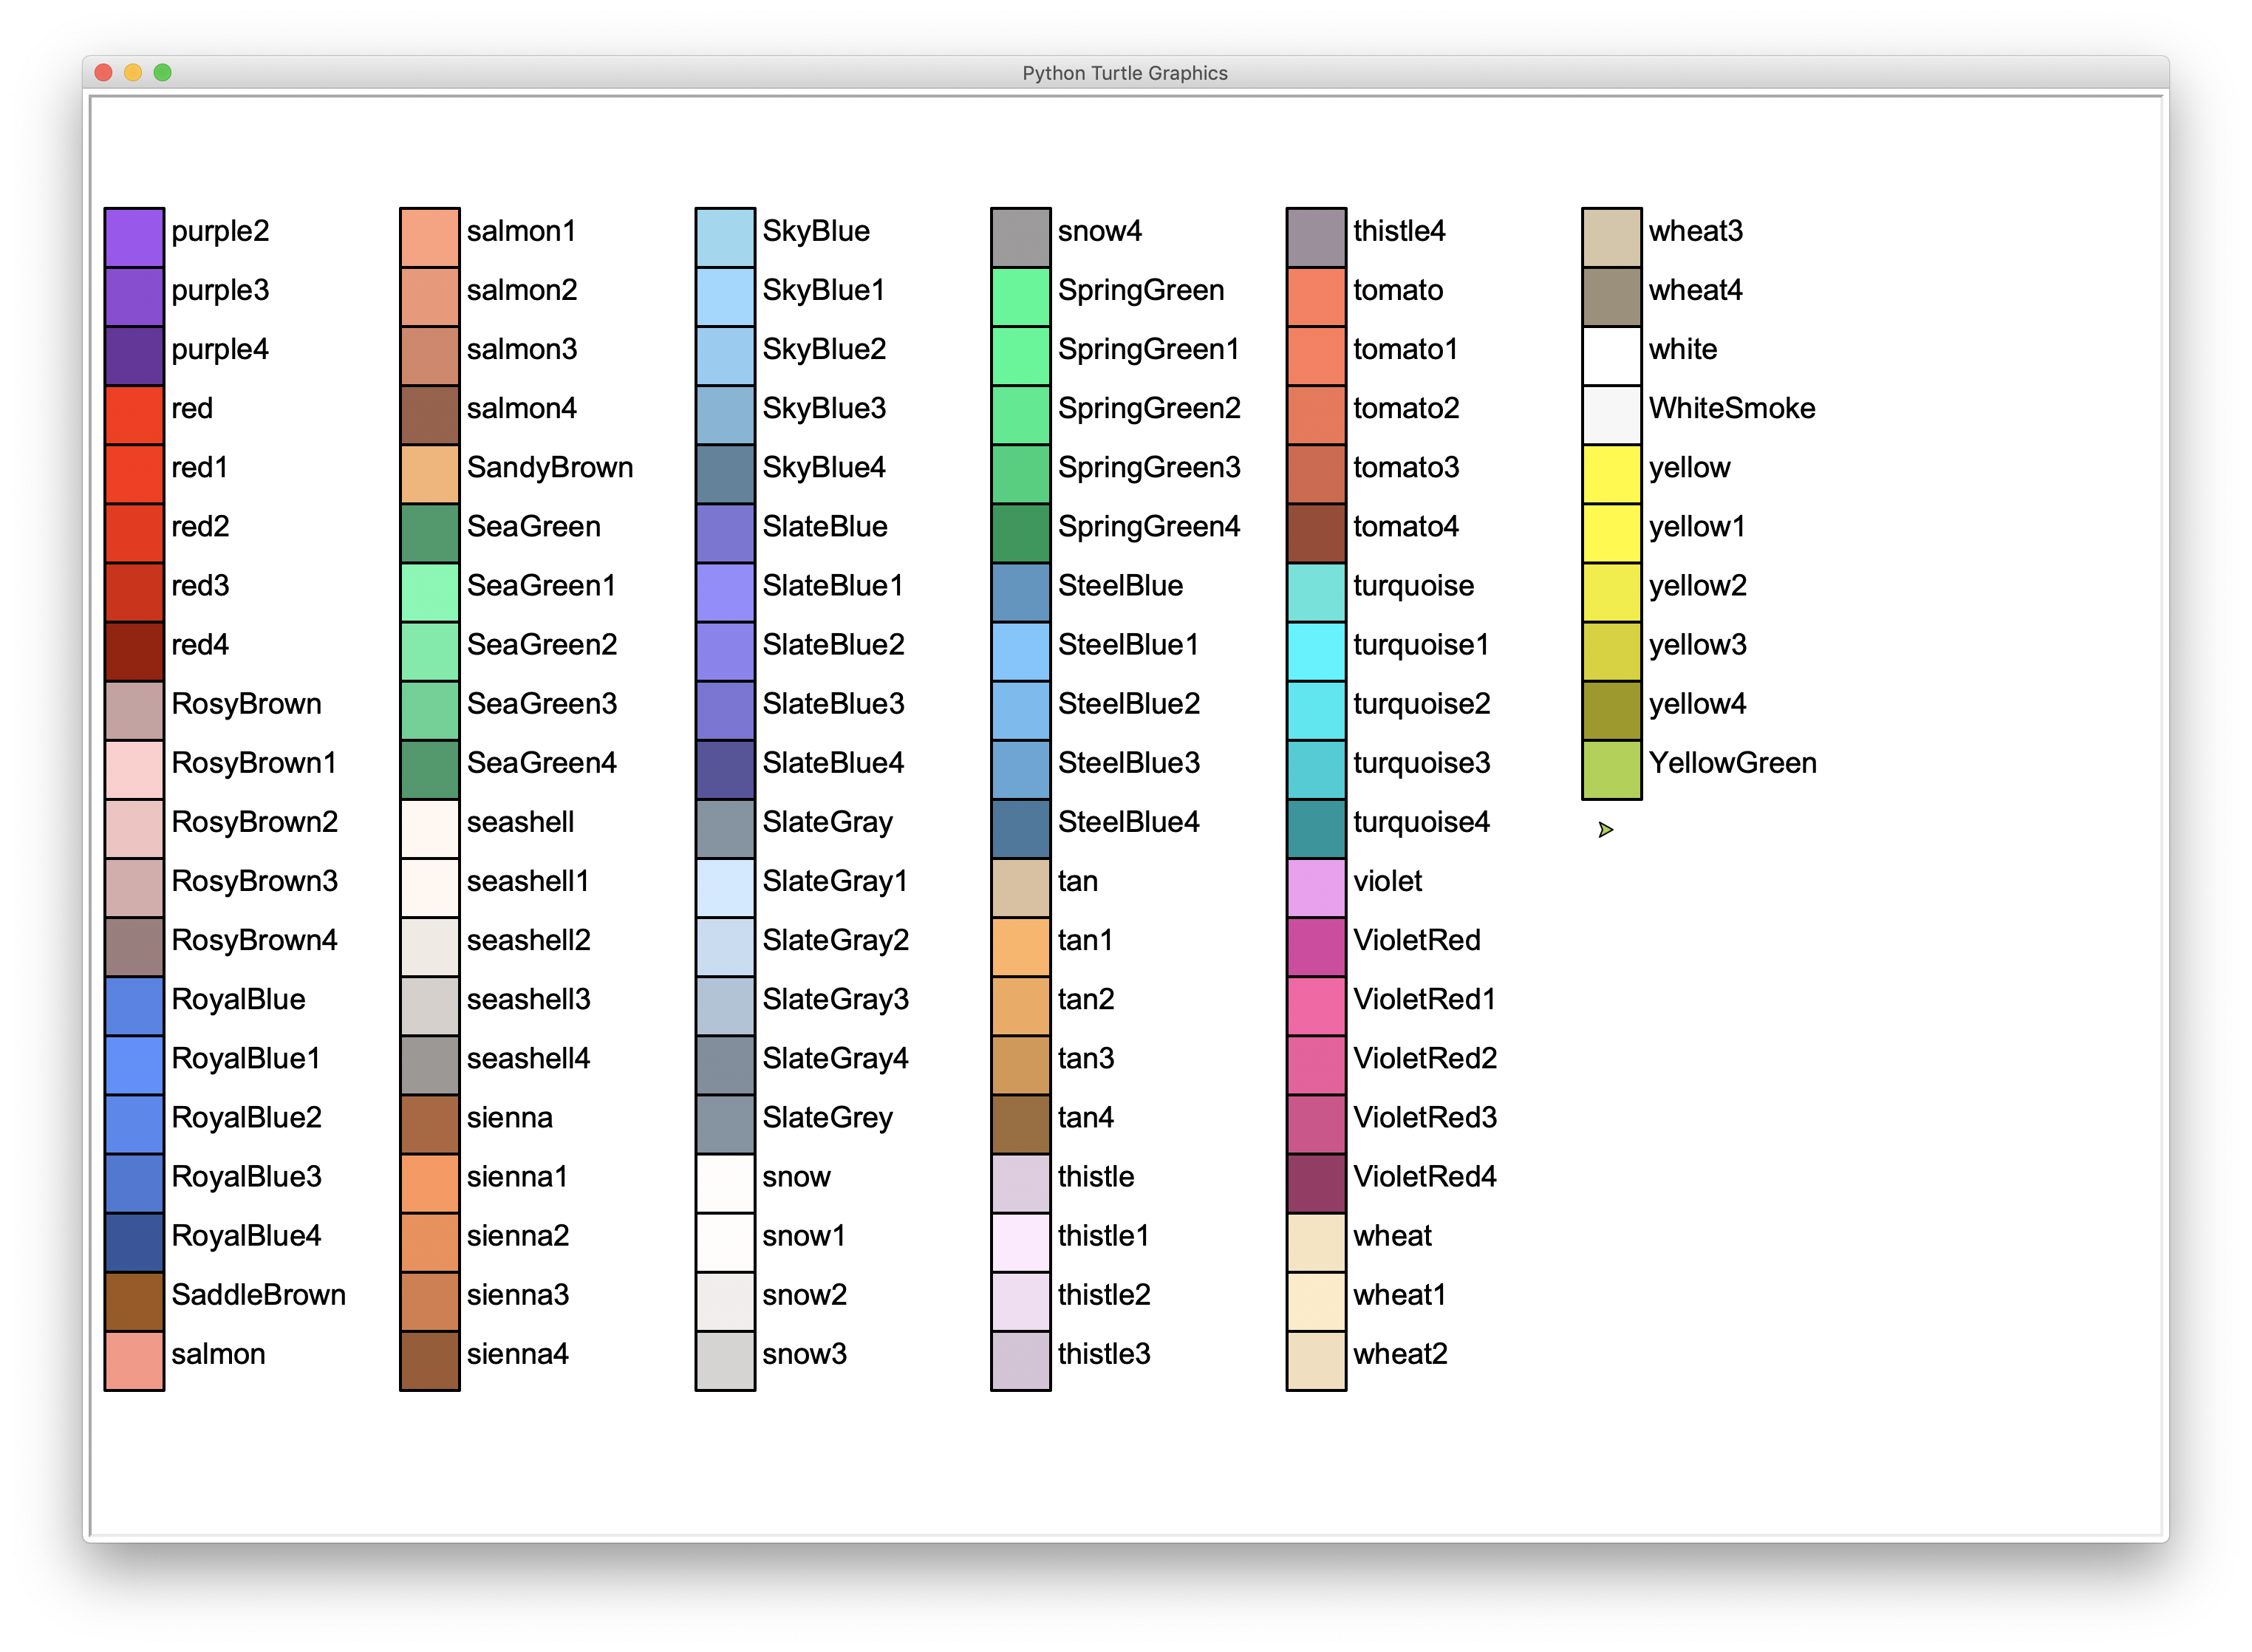 Python Turtle Graphics
purple2
purple3
purple4
red
red1
red2
red3
red4
RosyBrown
RosyBrown1
RosyBrown2
RosyBrown3
RosyBrown4
RoyalBlue
RoyalBlue1
RoyalBlue2
RoyalBlue3
RoyalBlue4
SaddleBrown
salmon
salmon1
salmon2
salmon3
salmon4
SandyBrown
SeaGreen
SeaGreen1
SeaGreen2
SeaGreen3
SeaGreen4
seashell
seashell1
seashell2
seashell3
seashell4
sienna
sienna1
sienna2
sienna3
sienna4
SkyBlue
SkyBlue1
SkyBlue2
SkyBlue3
SkyBlue4
SlateBlue
SlateBlue1
SlateBlue2
SlateBlue3
SlateBlue4
SlateGray
SlateGray1
SlateGray2
SlateGray3
SlateGray4
SlateGrey
snow
snow1
snow2
snow3
snow4
SpringGreen
SpringGreen1
SpringGreen2
SpringGreen3
SpringGreen4
SteelBlue
SteelBlue1
SteelBlue2
SteelBlue3
SteelBlue4
tan
tan1
tan2
tan3
tan4
thistle
thistle1
thistle2
thistle3
thistle4
tomato
tomato1
tomato2
tomato3
tomato4
turquoise
turquoise1
turquoise2
turquoise3
turquoise4
violet
VioletRed
VioletRed1
VioletRed2
VioletRed3
VioletRed4
wheat
wheat1
wheat2
wheat3
wheat4
white
WhiteSmoke
yellow
yellow1
yellow2
yellow3
yellow4
YellowGreen